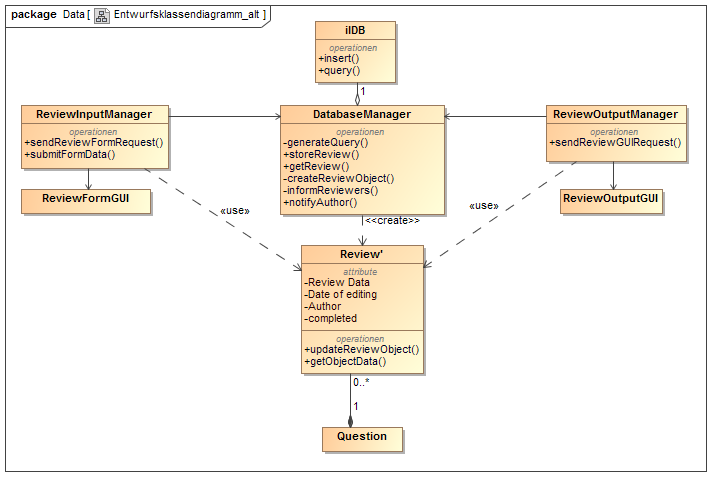 package Data [ Entwurfsklassendiagramm_alt ]
ilDB
operationen
+insert()
+query()
1
ReviewInputManager
operationen
+sendReviewFormRequest()
+submitFormData()
DatabaseManager
operationen
-generateQuery()
+storeReview()
+getReview()
-createReviewObject()
-informReviewers()
+notifyAuthor()
ReviewOutputManager
operationen
+sendReviewGUIRequest()
ReviewFormGUI
ReviewOutputGUI
«use»
<<create>>
«use»
Review'
attribute
-Review Data
-Date of editing
-Author
-completed
operationen
+updateReviewObject()
+getObjectData()
0..*
1
Question